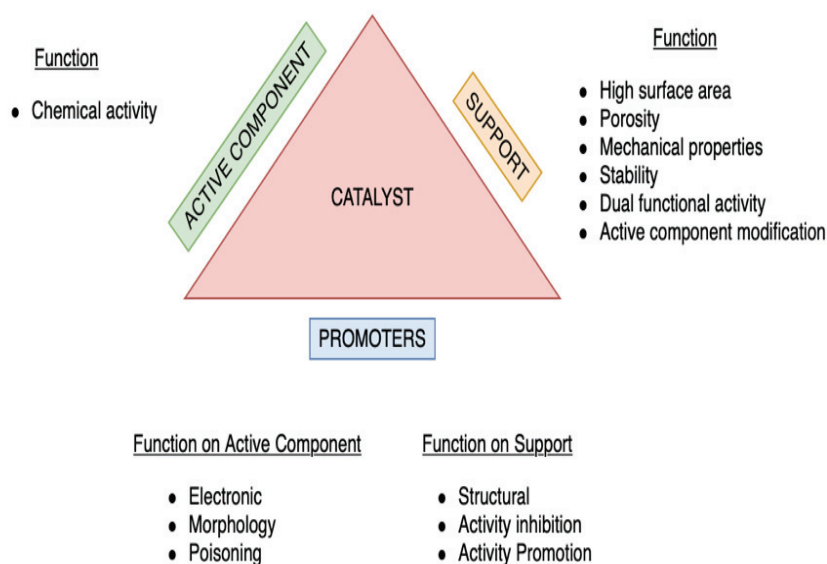 Function
● Chemical activity
ACTIVE COMPONENT
CATALYST
SUPPORT
Function
● High surface area
● Porosity
● Mechanical properties
● Stability
● Dual functional activity
● Active component modification
PROMOTERS
Function on Active Component
● Electronic
● Morphology
● Poisoning
Function on Support
● Structural
● Activity inhibition
● Activity Promotion